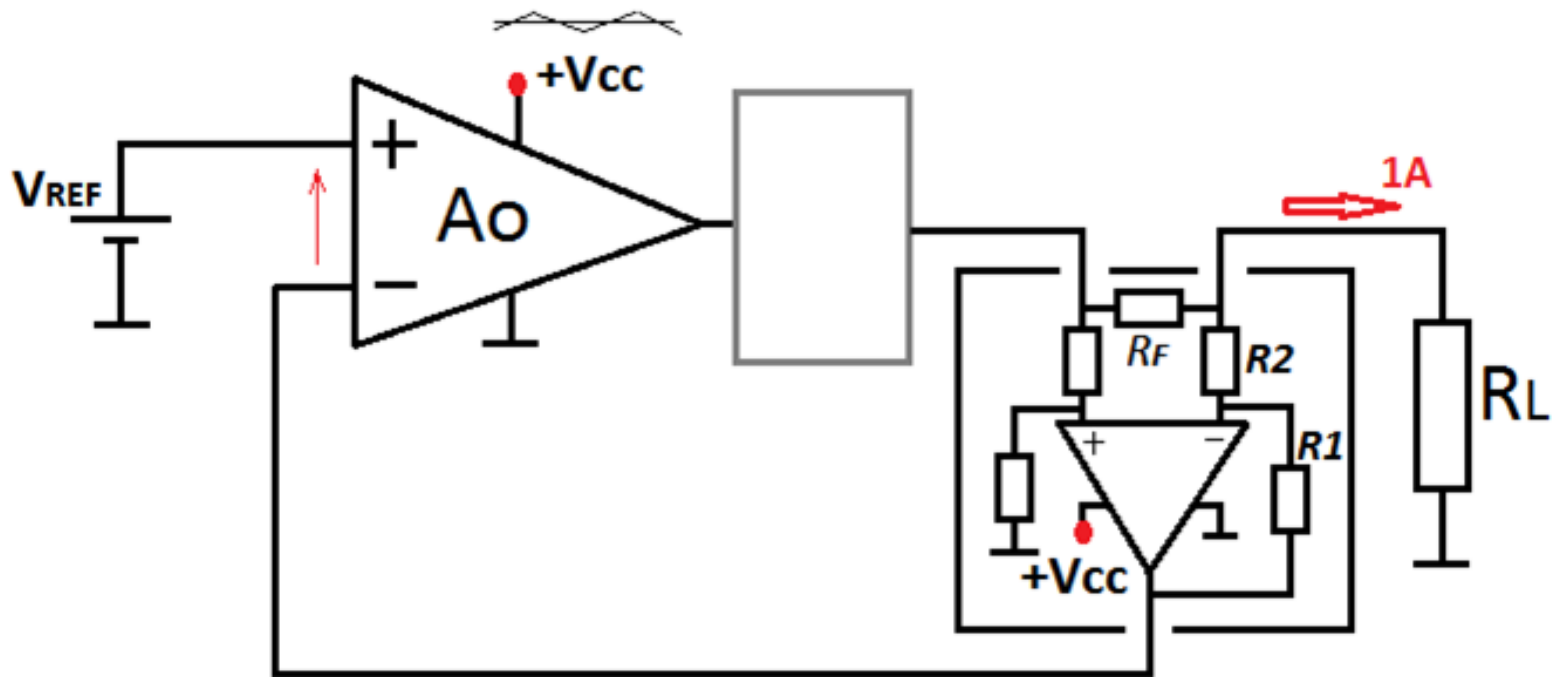 +Vcc
VREF
+
Ao
−
1A
RF
R2
RL
+
−
R1
+Vcc